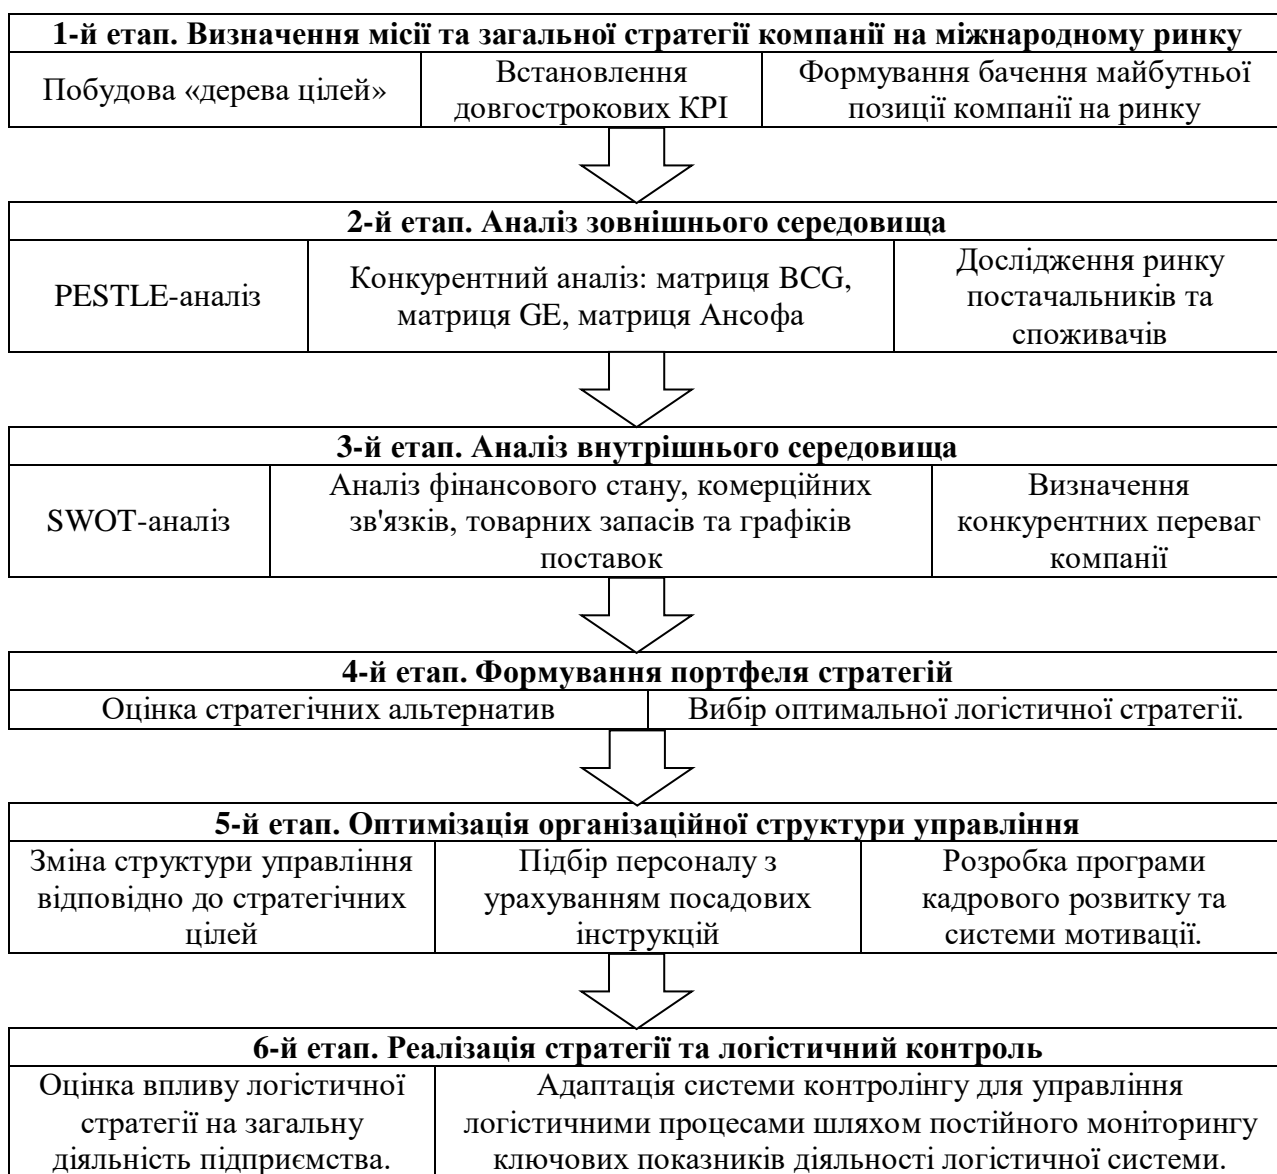 1-й етап. Визначення місії та загальної стратегії компанії на міжнародному ринку
Побудова «дерева цілей»
Встановлення
довгострокових КРІ
Формування бачення майбутньої
позиції компанії на ринку
2-й етап. Аналіз зовнішнього середовища
PESTLE-аналіз
Конкурентний аналіз: матриця BCG,
матриця GE, матриця Ансофа
Дослідження ринку
постачальників та
споживачів
3-й етап. Аналіз внутрішнього середовища
SWOT-аналіз
Аналіз фінансового стану, комерційних
зв'язків, товарних запасів та графіків
поставок
Визначення
конкурентних переваг
компанії
4-й етап. Формування портфеля стратегій
Оцінка стратегічних альтернатив
Вибір оптимальної логістичної стратегії.
5-й етап. Оптимізація організаційної структури управління
Зміна структури управління
відповідно до стратегічних
цілей
Підбір персоналу з
урахуванням посадових
інструкцій
Розробка програми
кадрового розвитку та
системи мотивації.
6-й етап. Реалізація стратегії та логістичний контроль
Оцінка впливу логістичної
стратегії на загальну
діяльність підприємства.
Адаптація системи контролінгу для управління
логістичними процесами шляхом постійного моніторингу
ключових показників діяльності логістичної системи.